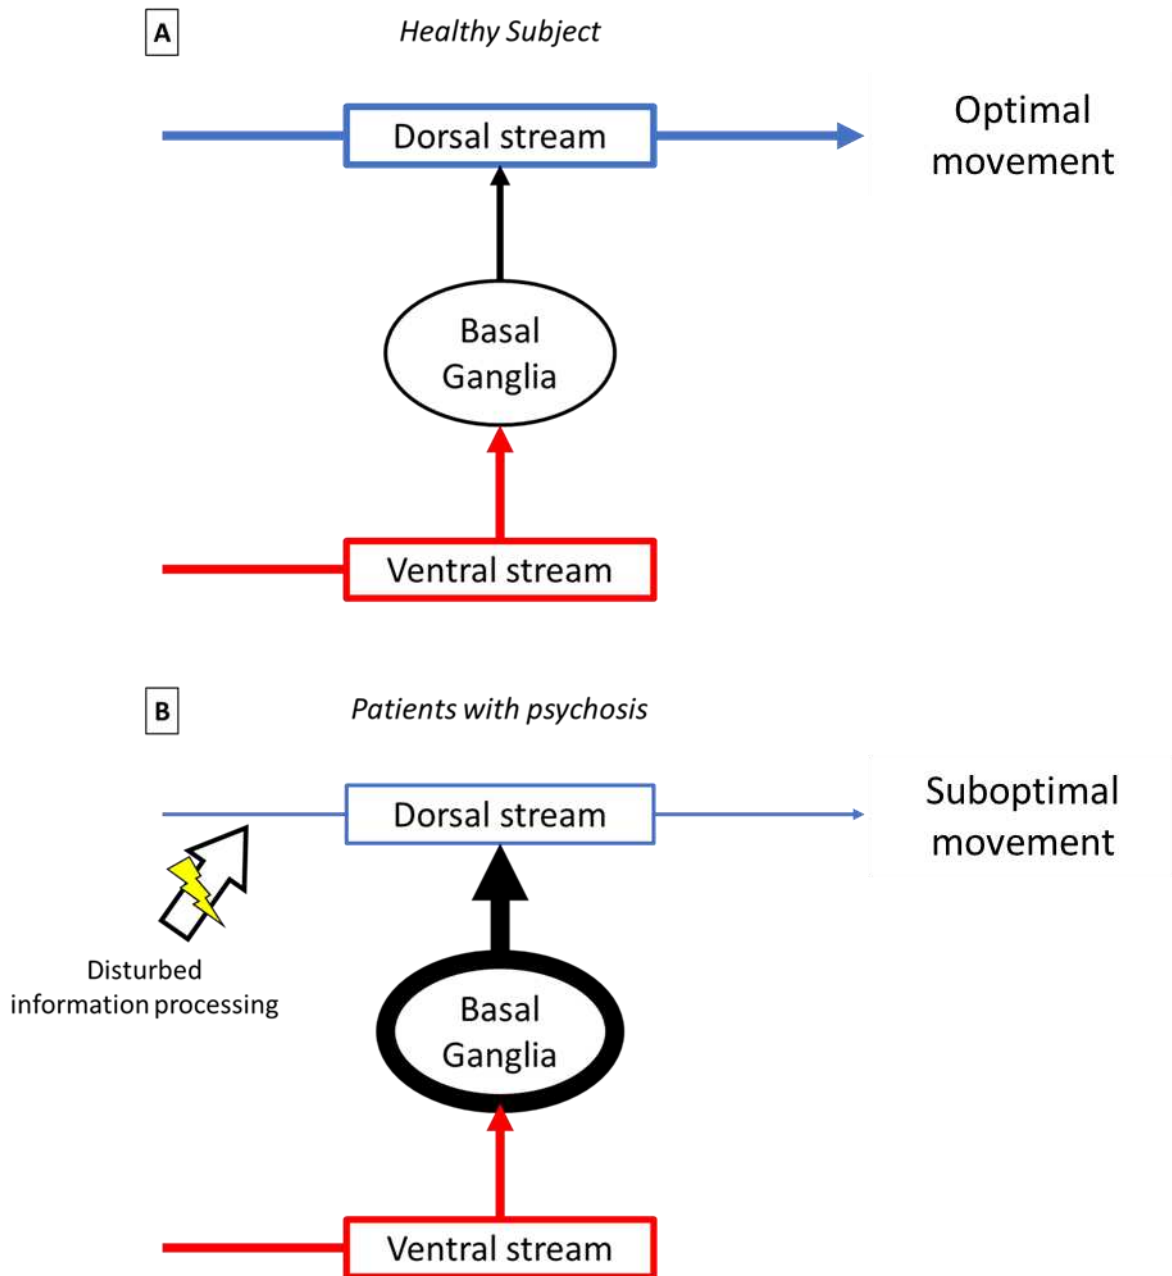 A
Healthy Subject
Dorsal stream
Optimal
movement
Basal
Ganglia
Ventral stream
B
Patients with psychosis
Dorsal stream
Suboptimal
movement
Disturbed
information processing
Basal
Ganglia
Ventral stream